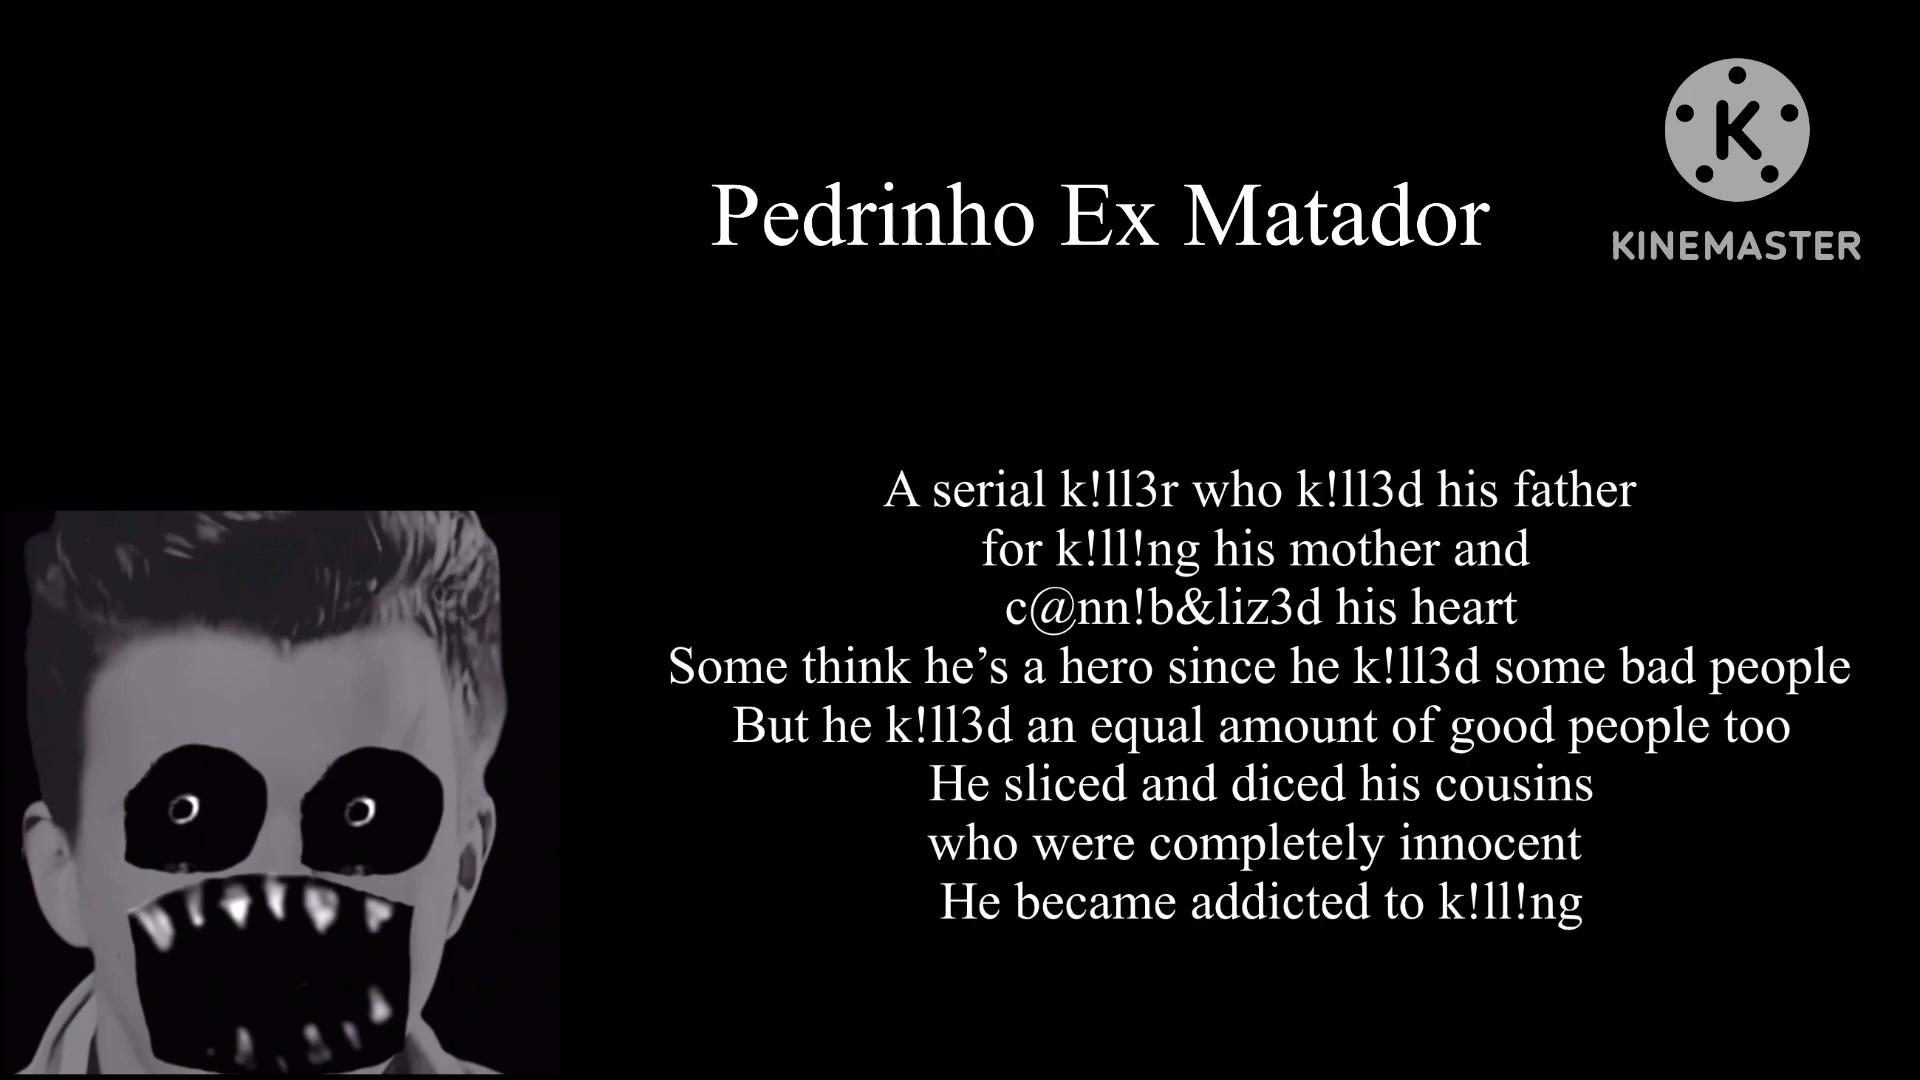 K
KINEMASTER
Pedrinho Ex Matador
A serial k!ll3r who k!ll3d his father
for k!ll!ng his mother and
c@nn!b&liz3d his heart
Some think he’s a hero since he k!ll3d some bad people
But he k!ll3d an equal amount of good people too
He sliced and diced his cousins
who were completely innocent
He became addicted to k!ll!ng